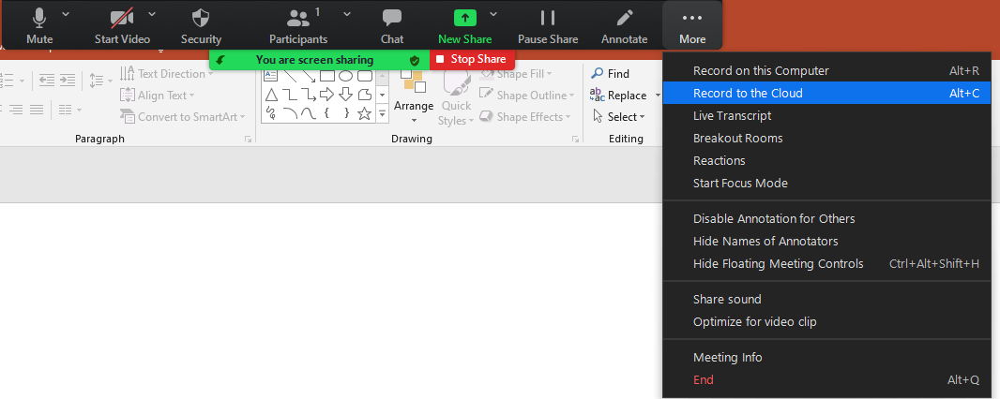 1
Mute
Start Video
Security
Participants
Chat
New Share
Pause Share
Annotate
More
You are screen sharing
Stop Share
Text Direction
Align Text
Convert to SmartArt
Paragraph
Arrange
Quick
Styles
Shape Fill
Shape Outline
Shape Effects
Drawing
Find
Replace
Select
Editing
Record on this Computer Alt+R
Record to the Cloud Alt+C
Live Transcript
Breakout Rooms
Reactions
Start Focus Mode
Disable Annotation for Others
Hide Names of Annotators
Hide Floating Meeting Controls Ctrl+Alt+Shift+H
Share sound
Optimize for video clip
Meeting Info
End Alt+Q